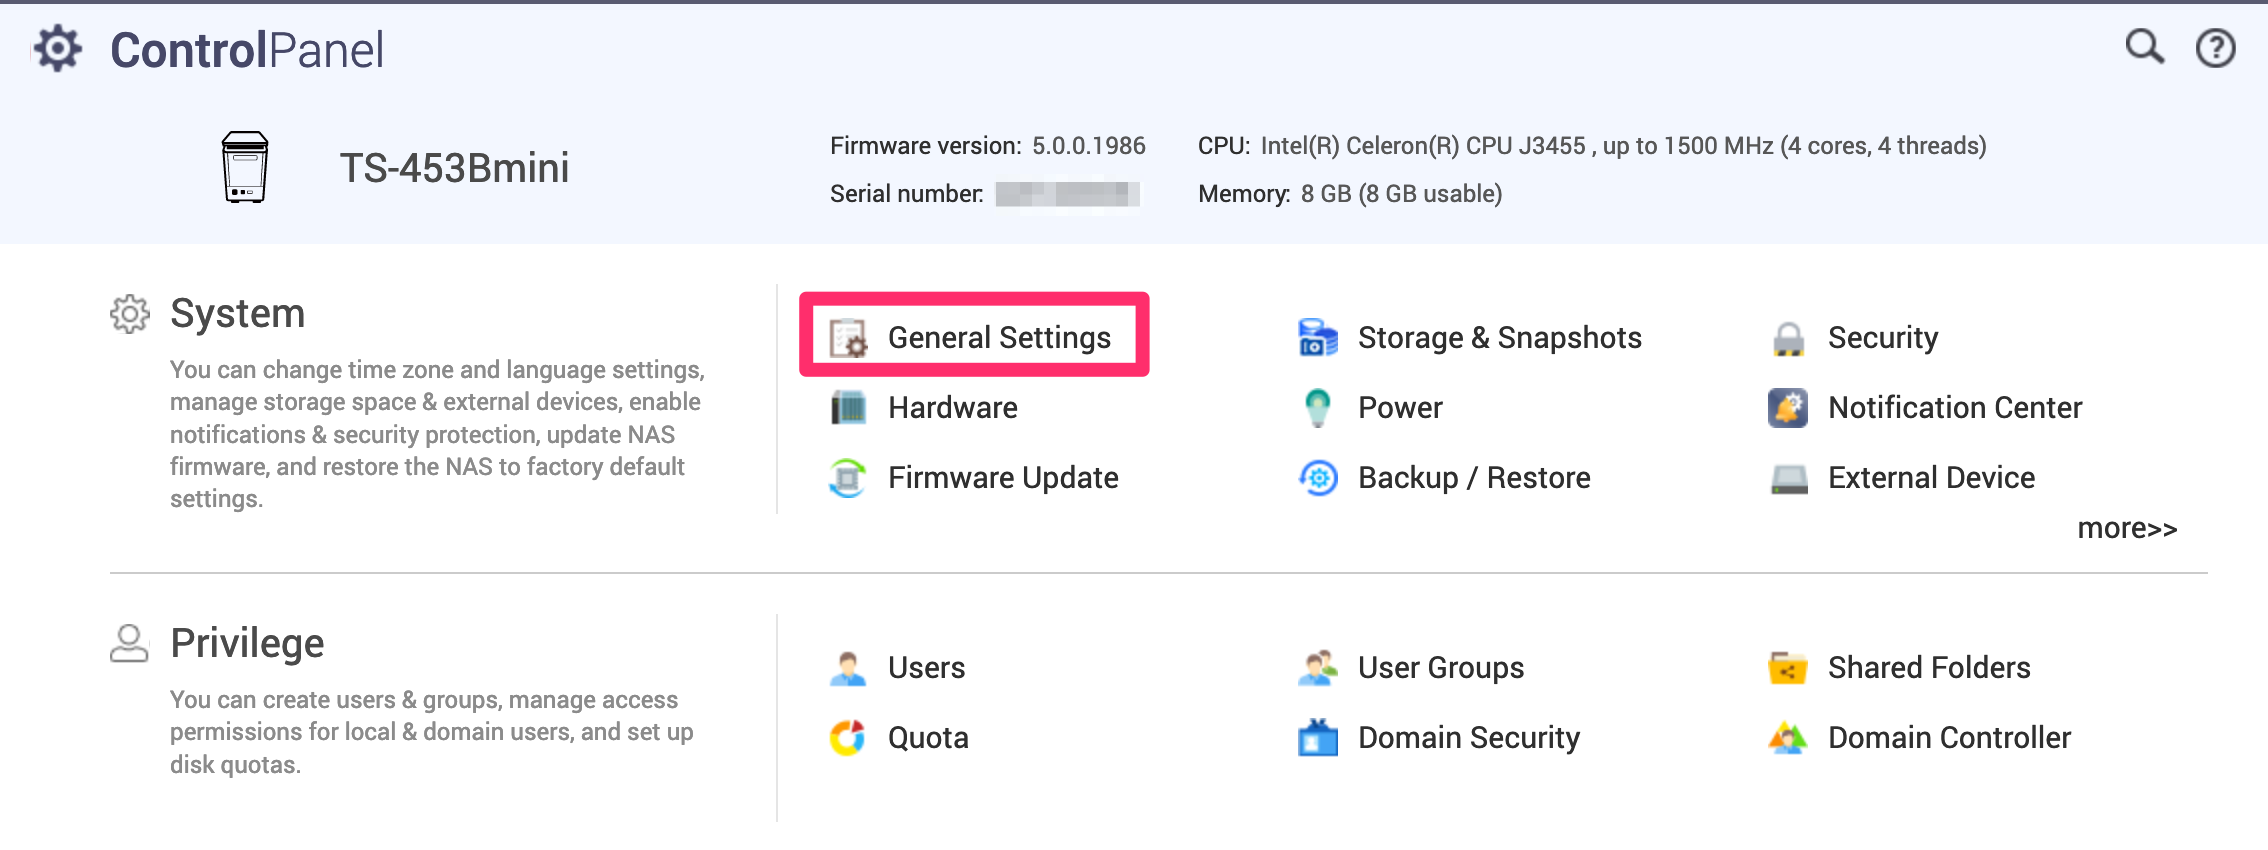 ControlPanel
TS-453Bmini
Firmware version: 5.0.0.1986
CPU: Intel(R) Celeron(R) CPU J3455 , up to 1500 MHz (4 cores, 4 threads)
Serial number:
Memory: 8 GB (8 GB usable)
System
You can change time zone and language settings,
manage storage space & external devices, enable
notifications & security protection, update NAS
firmware, and restore the NAS to factory default
settings.
General Settings
Storage & Snapshots
Security
Hardware
Power
Notification Center
Firmware Update
Backup / Restore
External Device
more>>
Privilege
You can create users & groups, manage access
permissions for local & domain users, and set up
disk quotas.
Users
User Groups
Shared Folders
Quota
Domain Security
Domain Controller